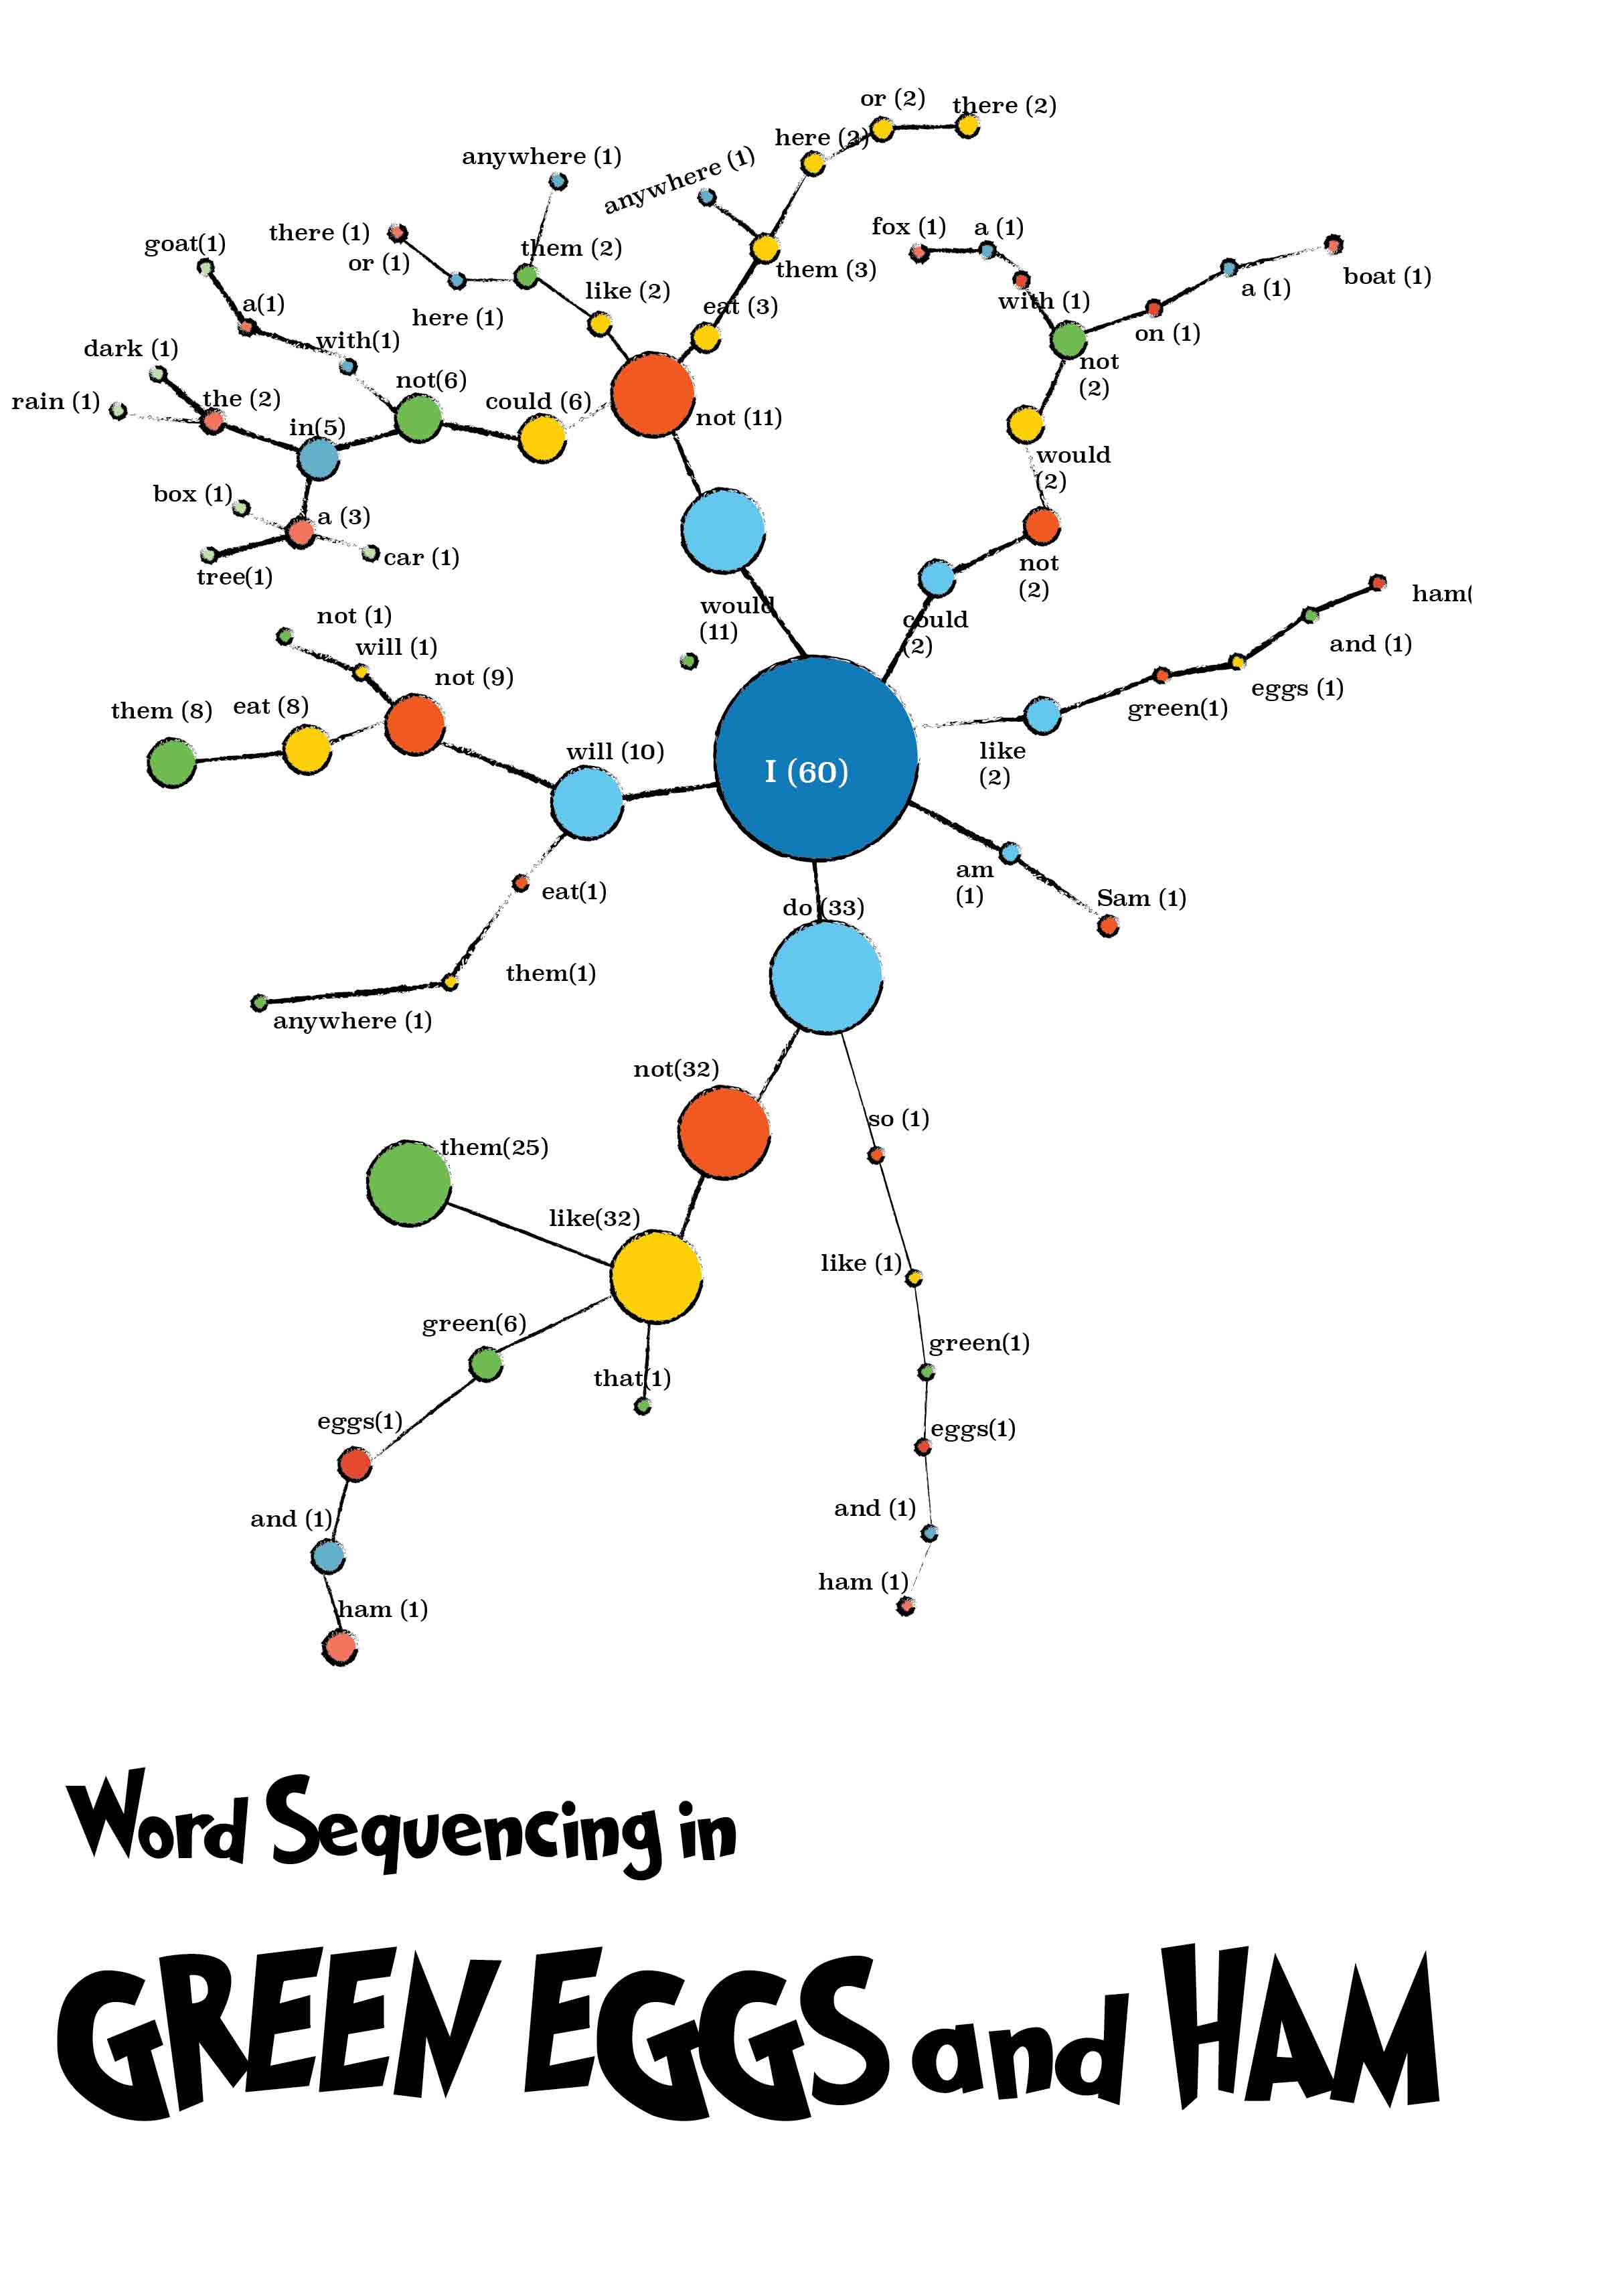 or (2)
there (2)
here (2)
anywhere (1)
anywhere (1)
there (1)
or (1)
them (2)
them (3)
fox (1)
a (1)
goat(1)
like (2)
eat (3)
here (1)
with (1)
a (1)
boat (1)
on (1)
a(1)
with(1)
dark (1)
not(6)
could (6)
not (11)
not
(2)
rain (1)
the (2)
in(5)
would
(2)
box (1)
a (3)
car (1)
tree(1)
not
(2)
would
(11)
could
(2)
ham(
and (1)
eggs (1)
green(1)
not (1)
will (1)
not (9)
them (8)
eat (8)
will (10)
I (60)
like
(2)
am
(1)
Sam (1)
eat(1)
do (33)
them(1)
anywhere (1)
not(32)
so (1)
them(25)
like(32)
like (1)
green(6)
green(1)
that(1)
eggs(1)
eggs(1)
and (1)
and (1)
ham (1)
ham (1)
Word Sequencing in
GREEN EGGS and HAM